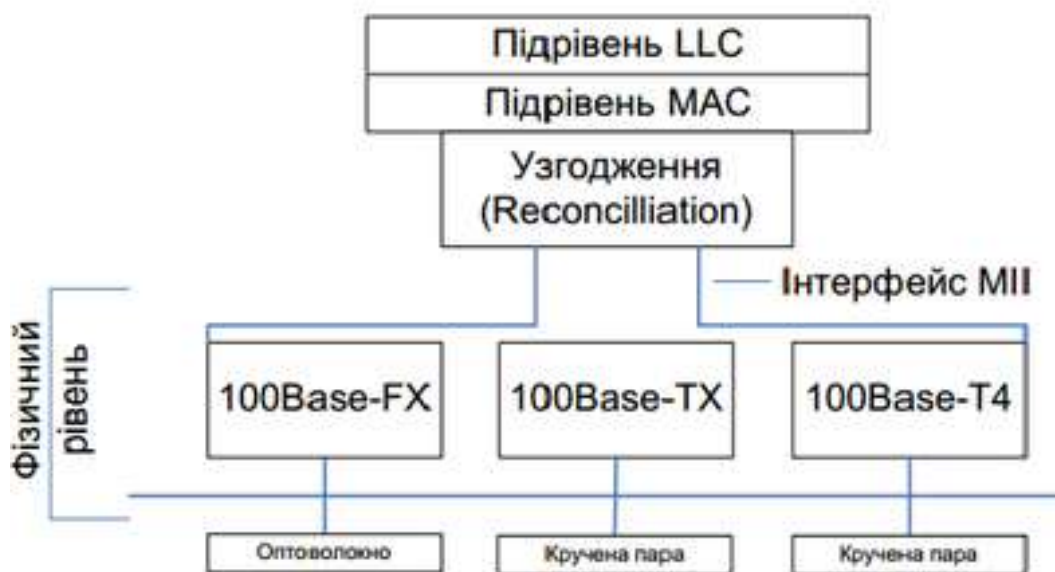 Підрівень LLC
Підрівень MAC
Узгодження
(Reconcilliation)
Інтерфейс MII
Фізичний
рівень
100Base-FX
100Base-TX
100Base-T4
Оптоволокно
Кручена пара
Кручена пара